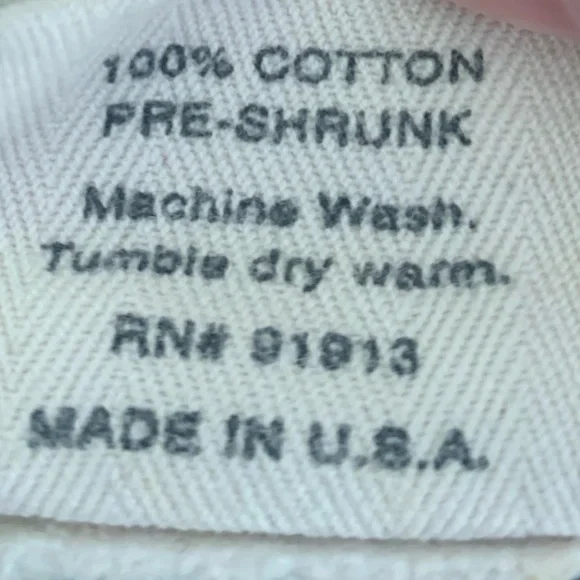 100% COTTON
PRE-SHRUNK
Machine Wash.
Tumble dry warm.
RN# 91913
MADE IN U.S.A.